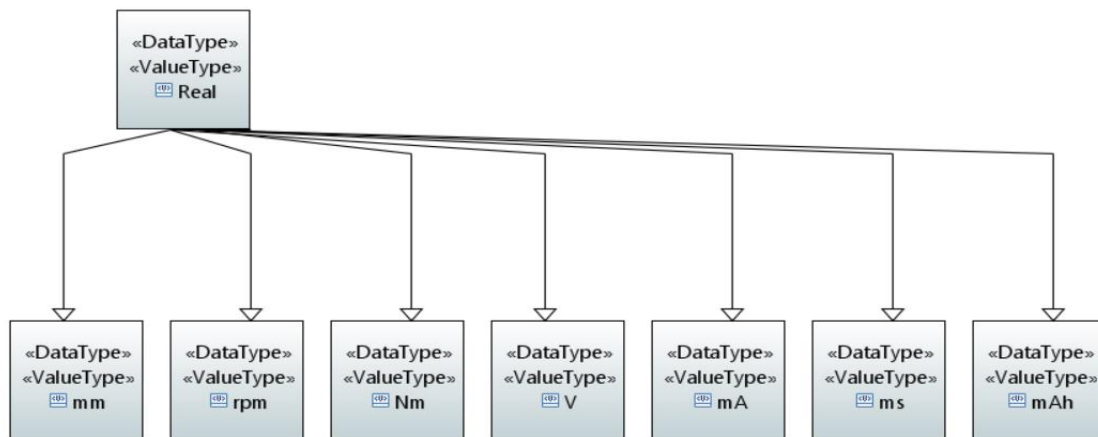 «DataType»
«ValueType»
Real
«DataType»
«ValueType»
mm
«DataType»
«ValueType»
rpm
«DataType»
«ValueType»
Nm
«DataType»
«ValueType»
V
«DataType»
«ValueType»
mA
«DataType»
«ValueType»
ms
«DataType»
«ValueType»
mAh